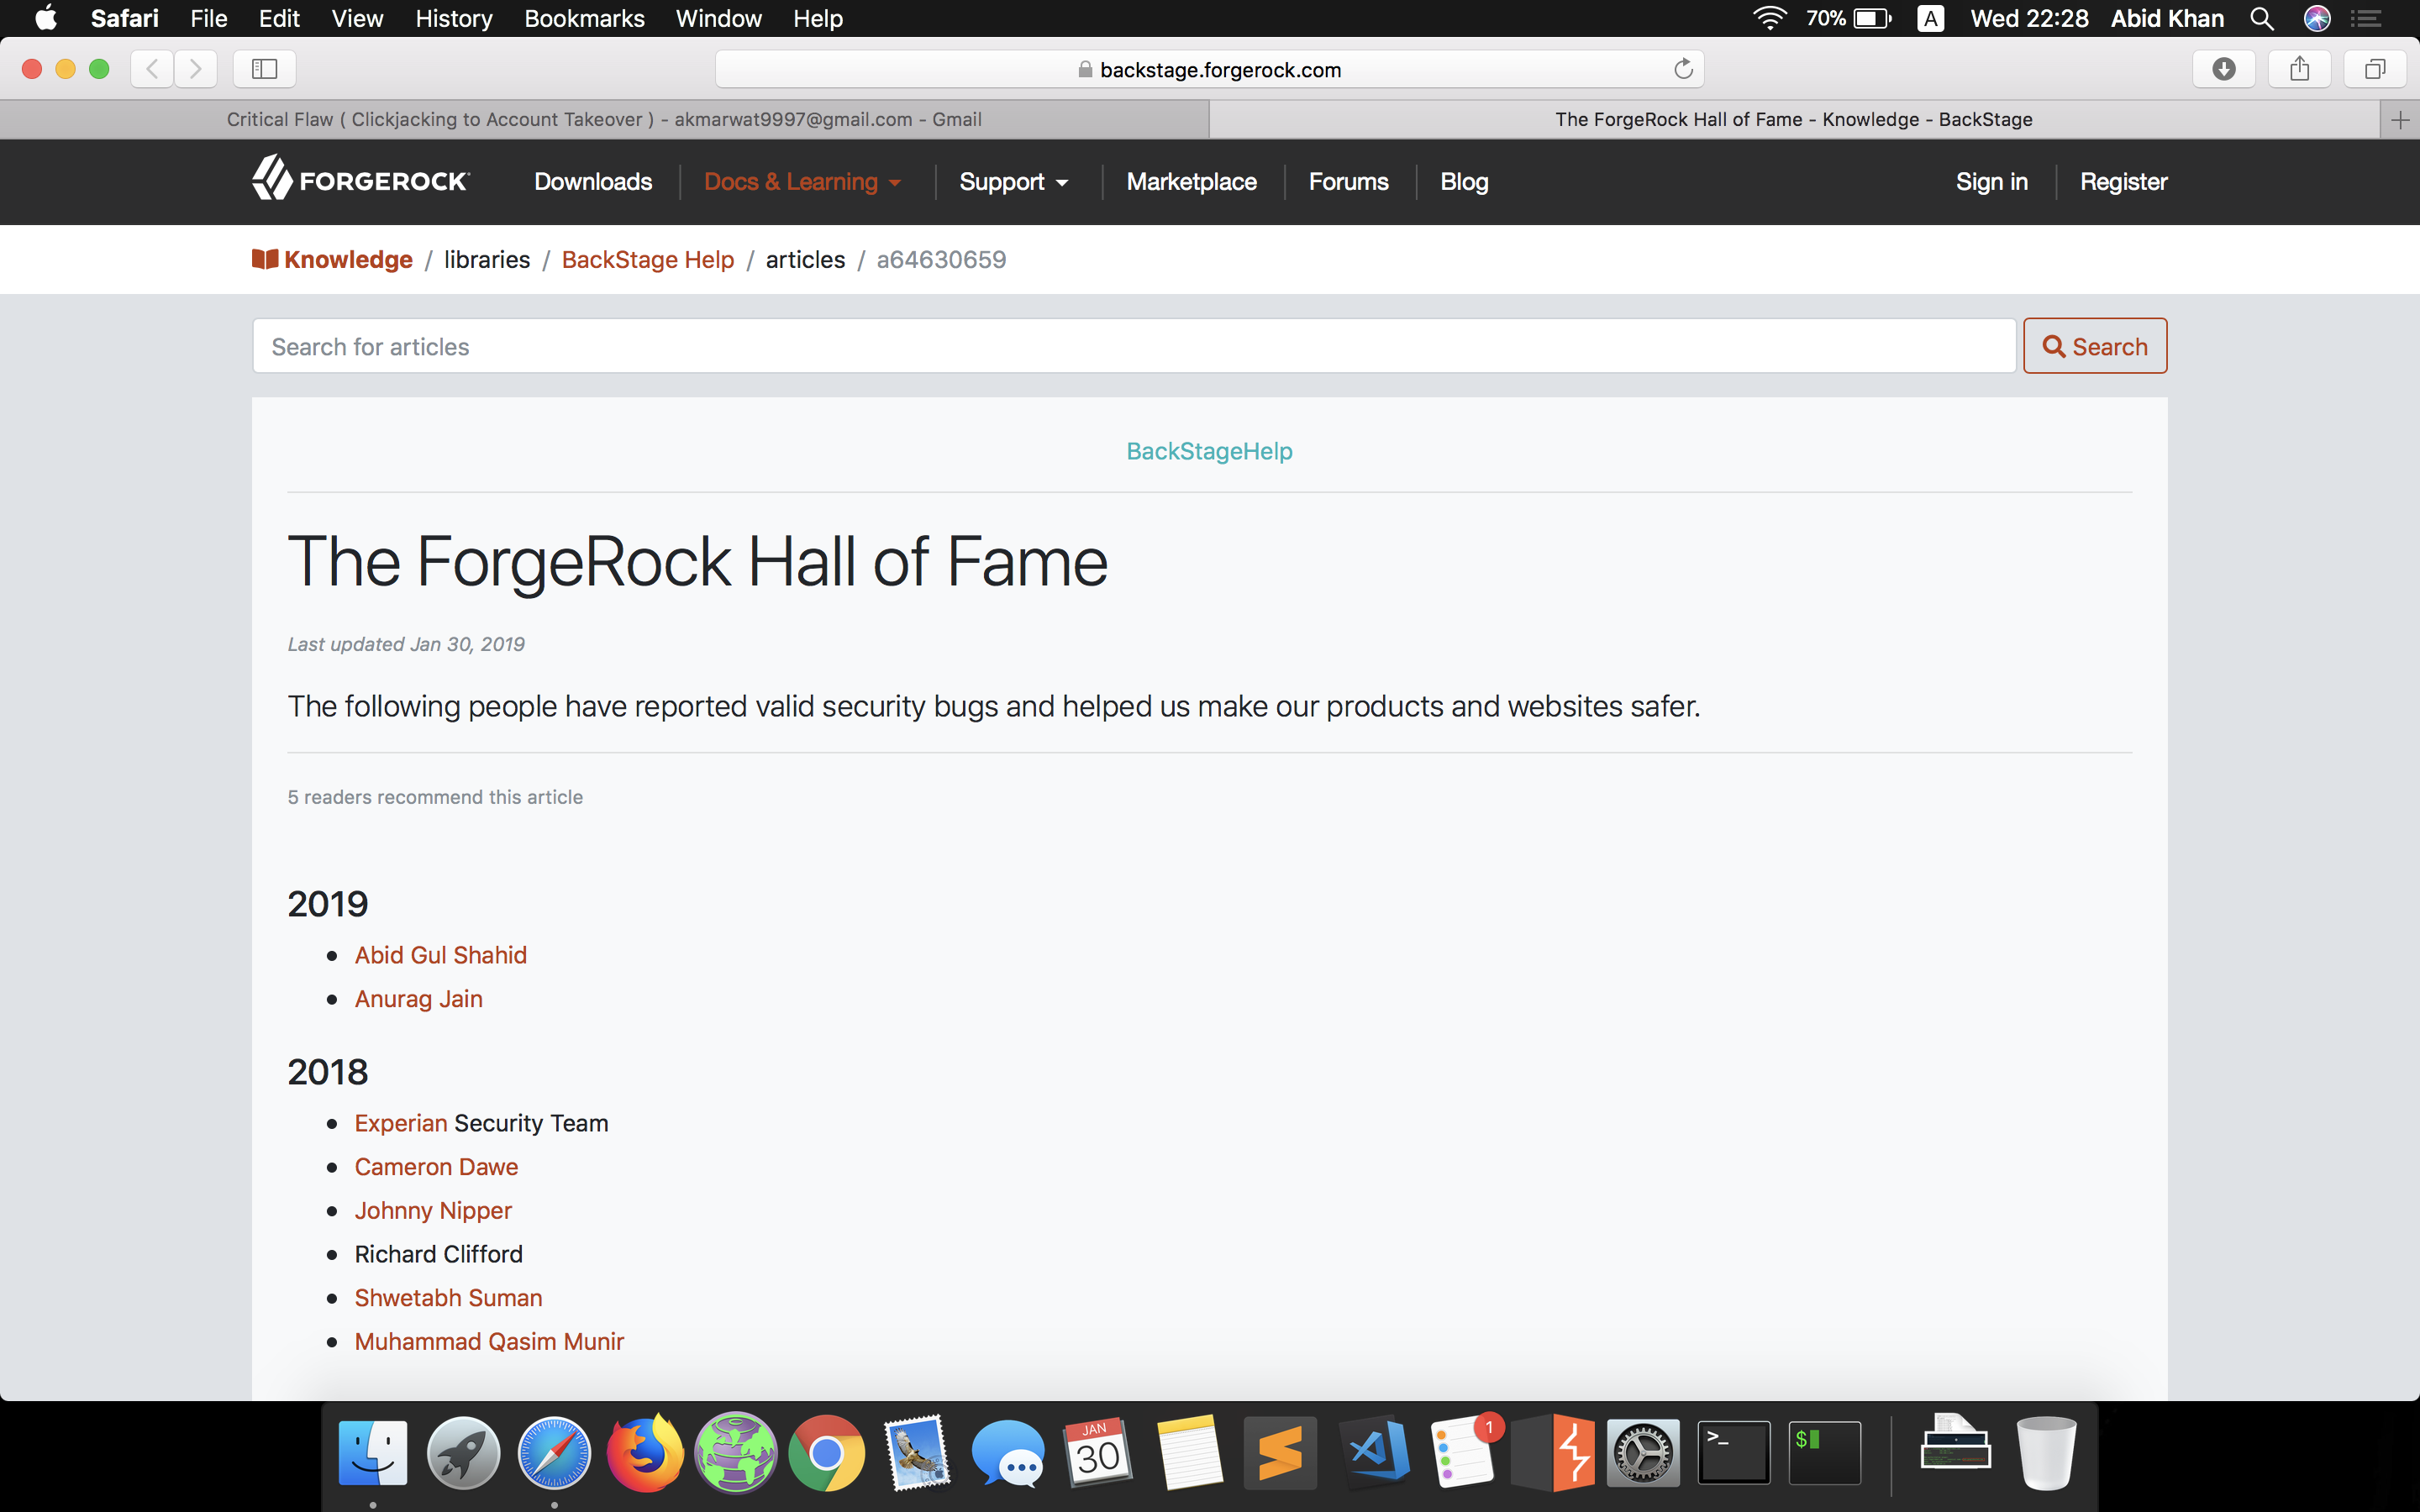 Safari File Edit View History Bookmarks Window Help 70% A Wed 22:28 Abid Khan
backstage.forgerock.com
Critical Flaw ( Clickjacking to Account Takeover ) - akmarwat9997@gmail.com - Gmail
The ForgeRock Hall of Fame - Knowledge - BackStage
FORGEROCK Downloads Docs & Learning Support Marketplace Forums Blog Sign in Register
Knowledge / libraries / BackStage Help / articles / a64630659
Search for articles Search
BackStageHelp
The ForgeRock Hall of Fame
Last updated Jan 30, 2019
The following people have reported valid security bugs and helped us make our products and websites safer.
5 readers recommend this article
2019
Abid Gul Shahid
Anurag Jain
2018
Experian Security Team
Cameron Dawe
Johnny Nipper
Richard Clifford
Shwetabh Suman
Muhammad Qasim Munir
JAN
30
1
>_
$